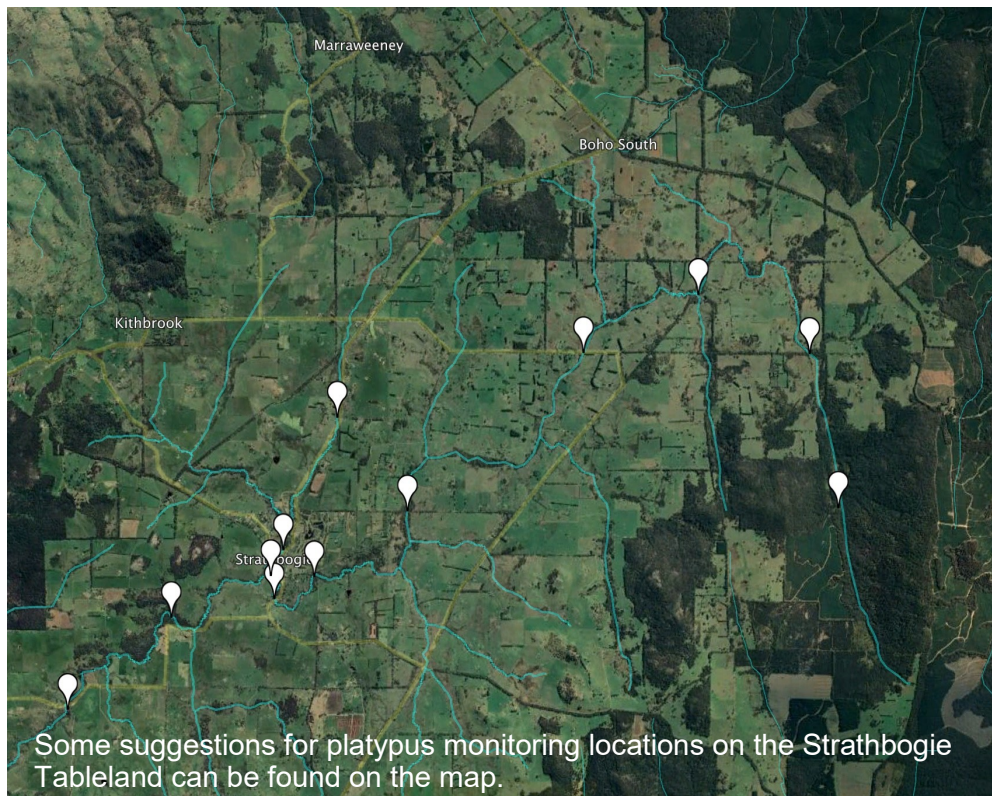 Marraweeney
Boho South
Kithbrook
Strathbogie
Some suggestions for platypus monitoring locations on the Strathbogie
Tableland can be found on the map.